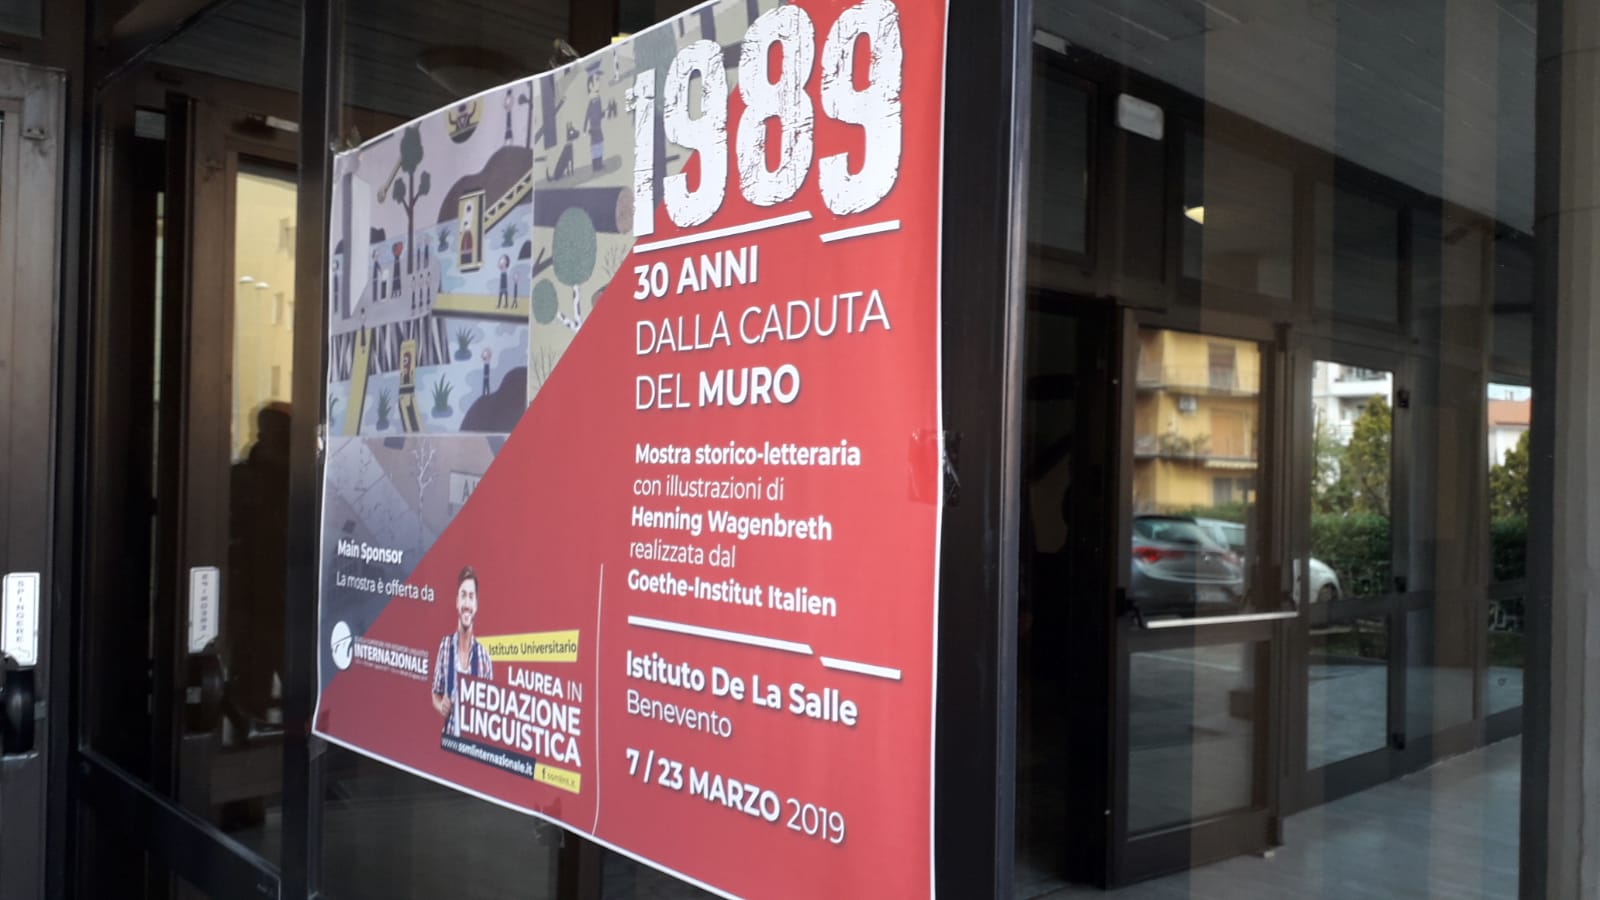 1989
30 ANNI
DALLA CADUTA
DEL MURO
Mostra storico-letteraria
con illustrazioni di
Henning Wagenbreth
realizzata dal
Goethe-Institut Italien
Istituto De La Salle
Benevento
7 / 23 MARZO 2019
Main Sponsor
La mostra è offerta da
INTERNAZIONALE
Istituto Universitario
LAUREA IN
MEDIAZIONE
LINGUISTICA
www.ssmlinternazionale.it
SPINGERE